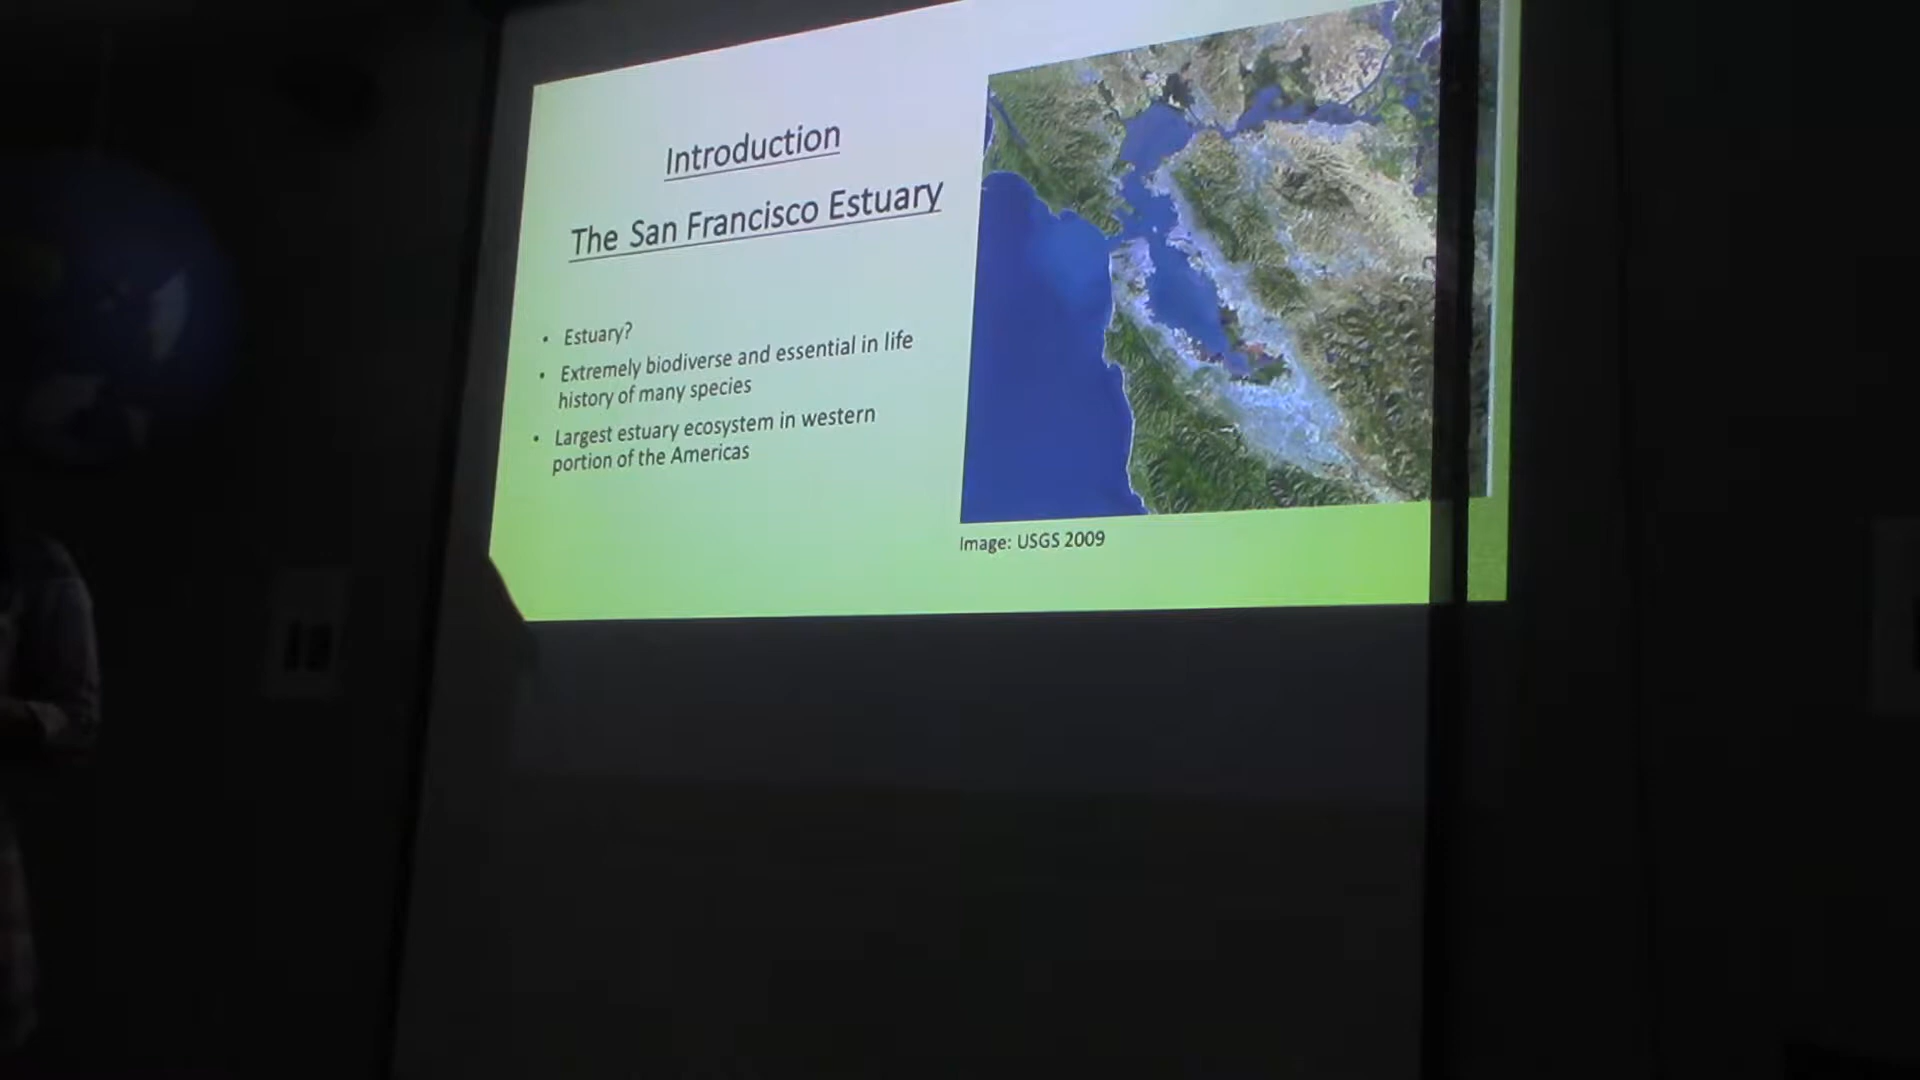 Introduction
The San Francisco Estuary
• Estuary?
• Extremely biodiverse and essential in life
history of many species
• Largest estuary ecosystem in western
portion of the Americas
Image: USGS 2009